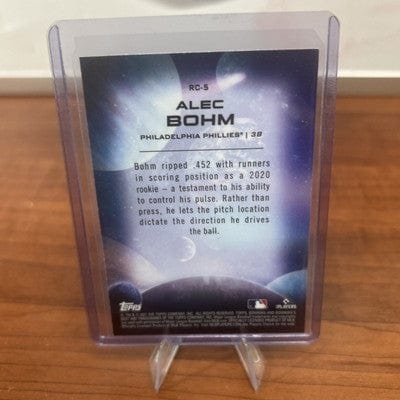 RC-5
ALEC
BOHM
PHILADELPHIA PHILLIES® | 3B
Bohm ripped .452 with runners
in scoring position as a 2020
rookie – a testament to his ability
to control his pulse. Rather than
press, he lets the pitch location
dictate the direction he drives
the ball.
Topps
PLAYERS